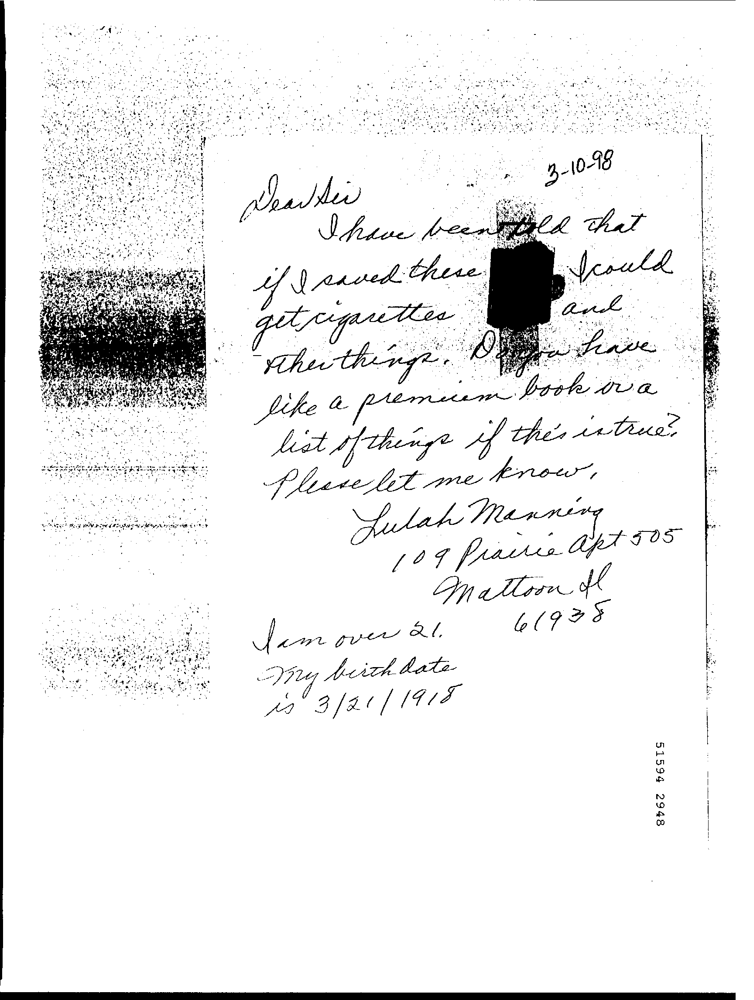 3-10-98
Dear Sir
I have been told that
if I saved these I could
get cigarettes and
other things. Do you have
like a premium book or a
list of things if this is true?
Please let me know,
Lulah Manning
109 Prairie Apt 505
Mattoon Il
61938
I am over 21.
My birthdate
is 3/21/1918
51594 2948